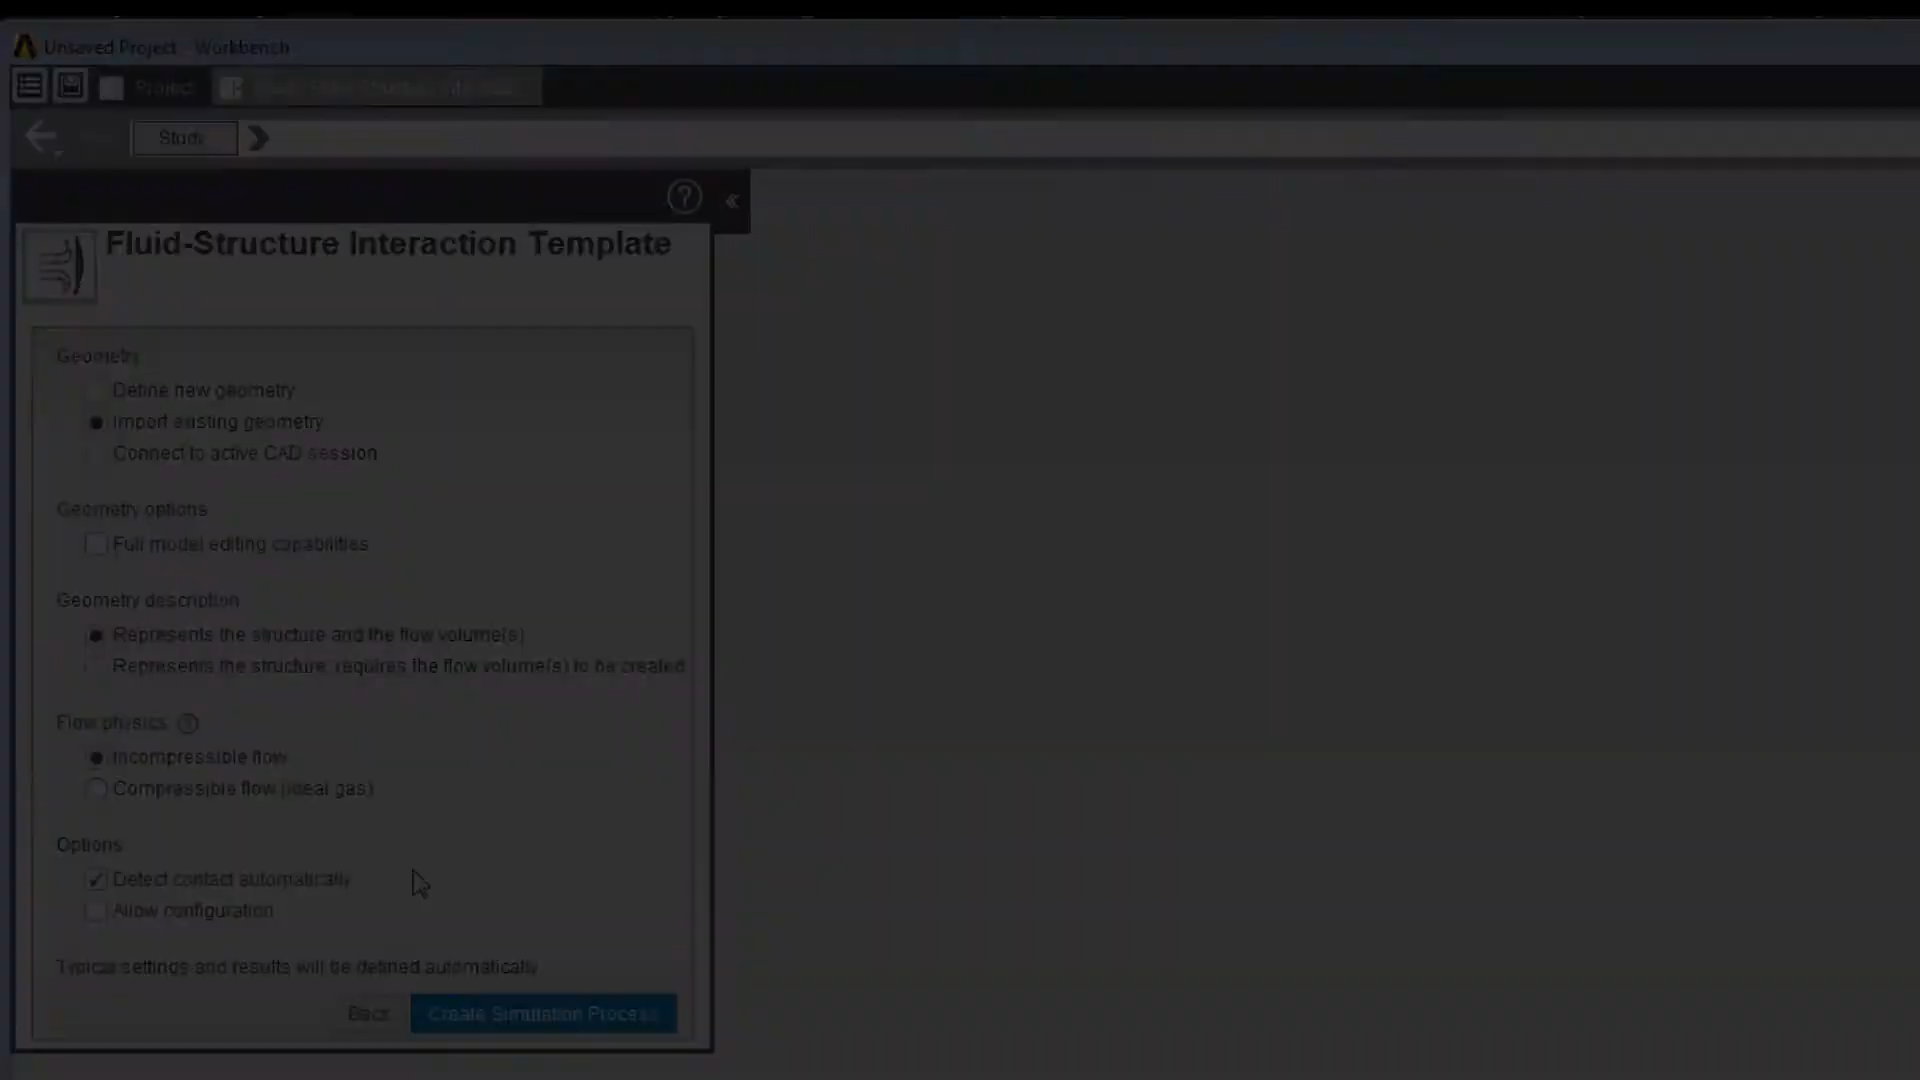 Unsaved Project - Workbench
Project
Study
Fluid-Structure Interaction Template
Geometry
Define new geometry
Import existing geometry
Connect to active CAD session
Geometry options
Full model editing capabilities
Geometry description
Represents the structure and the flow volume(s)
Represents the structure, requires the flow volume(s) to be created
Flow physics ?
Incompressible flow
Compressible flow (ideal gas)
Options
Detect contact automatically
Allow configuration
Typical settings and results will be defined automatically
Back
Create Simulation Process